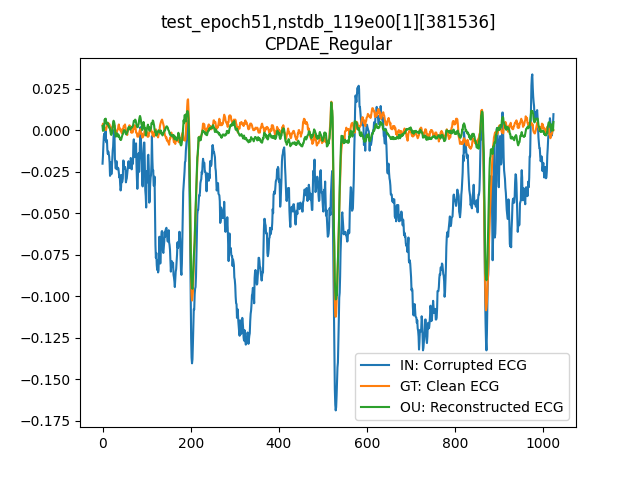 test_epoch51,nstdb_119e00[1][381536]
CPDAE_Regular
0.025
0.000
−0.025
−0.050
−0.075
−0.100
−0.125
−0.150
−0.175
IN: Corrupted ECG
GT: Clean ECG
OU: Reconstructed ECG
0 200 400 600 800 1000